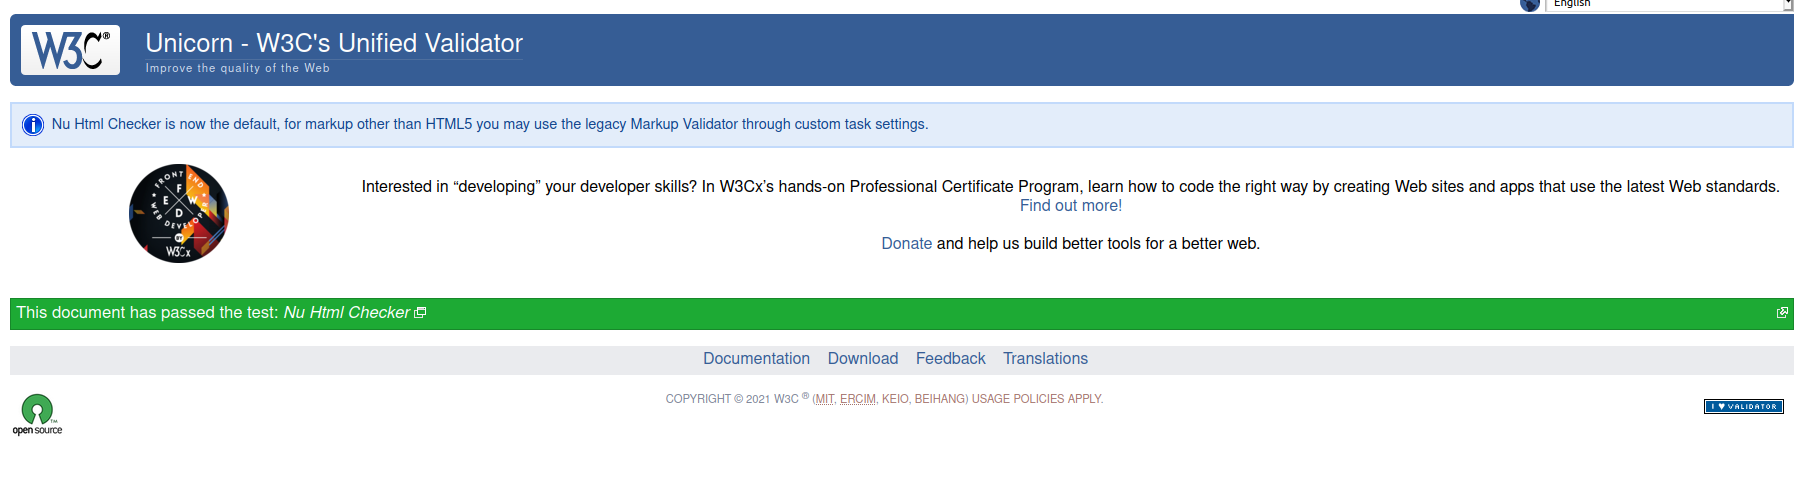 English
W3C®
Unicorn - W3C's Unified Validator
Improve the quality of the Web
Nu Html Checker is now the default, for markup other than HTML5 you may use the legacy Markup Validator through custom task settings.
FRONT END
WEB DEVELOPER
F
E W
D
BY
W3Cx
Interested in “developing” your developer skills? In W3Cx’s hands-on Professional Certificate Program, learn how to code the right way by creating Web sites and apps that use the latest Web standards.
Find out more!
Donate and help us build better tools for a better web.
This document has passed the test: Nu Html Checker
Documentation Download Feedback Translations
COPYRIGHT © 2021 W3C ® (MIT, ERCIM, KEIO, BEIHANG) USAGE POLICIES APPLY.
open source™
I ♥ VALIDATOR